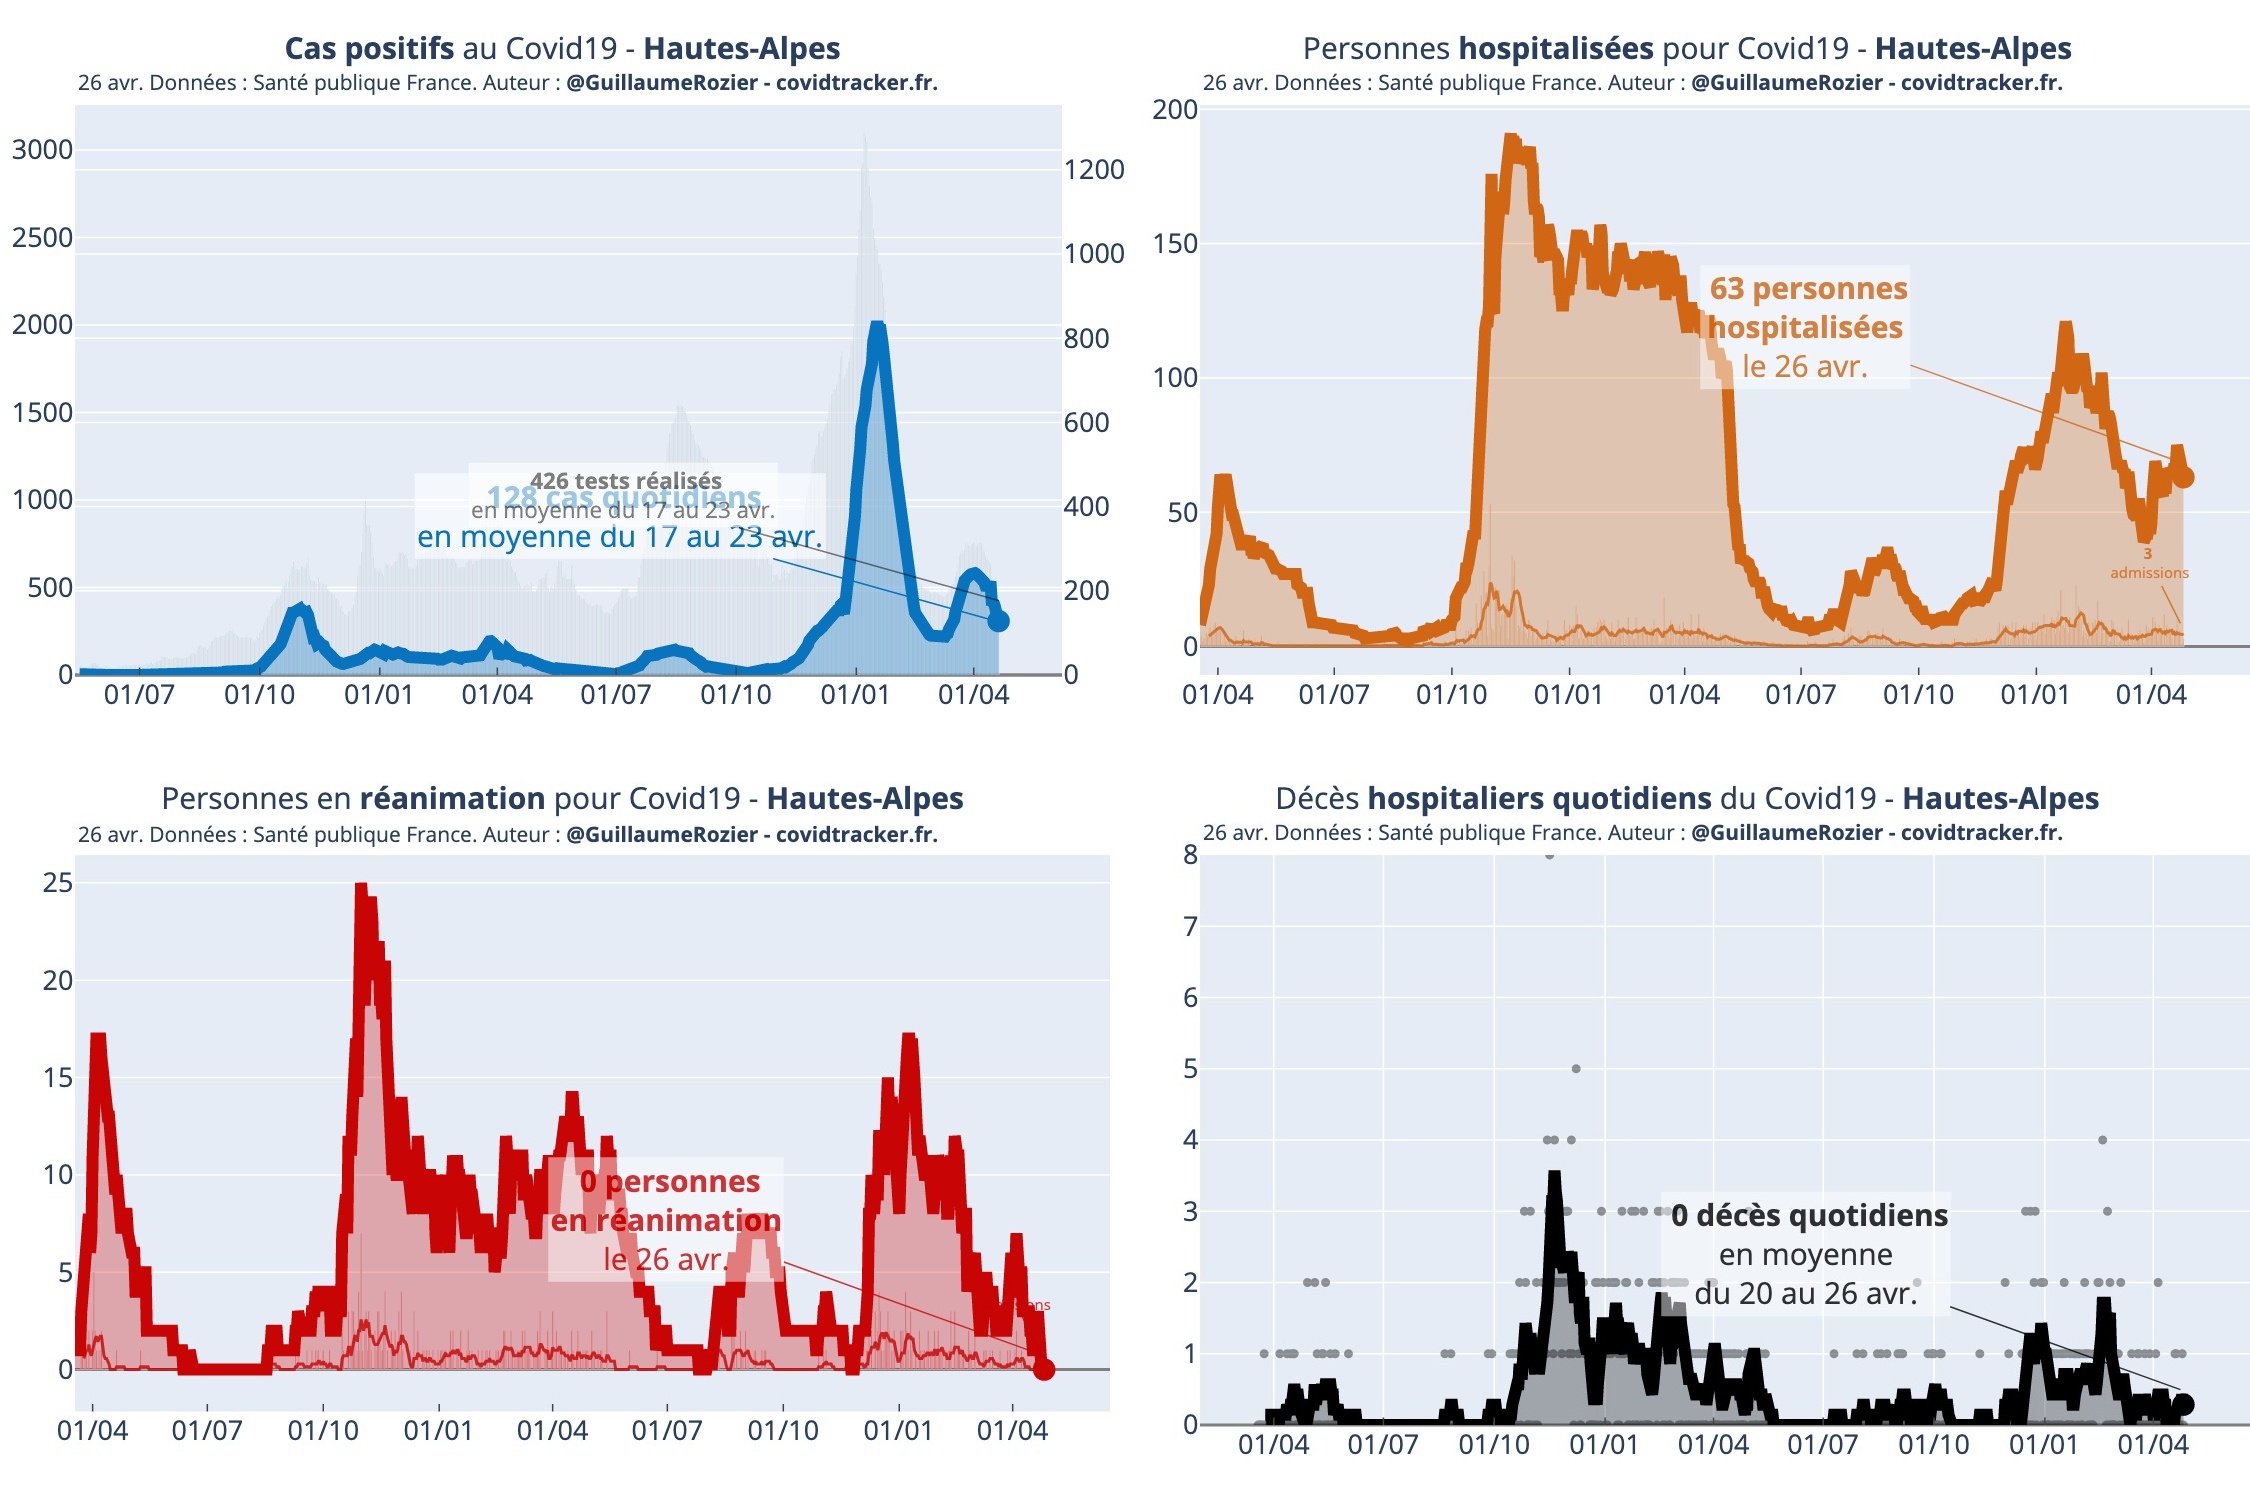 Cas positifs au Covid19 - Hautes-Alpes
26 avr. Données : Santé publique France. Auteur : @GuillaumeRozier - covidtracker.fr.
3000
2500
2000
1500
1000
500
0
1200
1000
800
600
400
200
0
426 tests réalisés
en moyenne du 17 au 23 avr.
128 cas quotidiens
en moyenne du 17 au 23 avr.
01/07 01/10 01/01 01/04 01/07 01/10 01/01 01/04
Personnes hospitalisées pour Covid19 - Hautes-Alpes
26 avr. Données : Santé publique France. Auteur : @GuillaumeRozier - covidtracker.fr.
200
150
100
50
0
63 personnes
hospitalisées
le 26 avr.
3
admissions
01/04 01/07 01/10 01/01 01/04 01/07 01/10 01/01 01/04
Personnes en réanimation pour Covid19 - Hautes-Alpes
26 avr. Données : Santé publique France. Auteur : @GuillaumeRozier - covidtracker.fr.
25
20
15
10
5
0
0 personnes
en réanimation
le 26 avr.
01/04 01/07 01/10 01/01 01/04 01/07 01/10 01/01 01/04
Décès hospitaliers quotidiens du Covid19 - Hautes-Alpes
26 avr. Données : Santé publique France. Auteur : @GuillaumeRozier - covidtracker.fr.
8
7
6
5
4
3
2
1
0
0 décès quotidiens
en moyenne
du 20 au 26 avr.
01/04 01/07 01/10 01/01 01/04 01/07 01/10 01/01 01/04